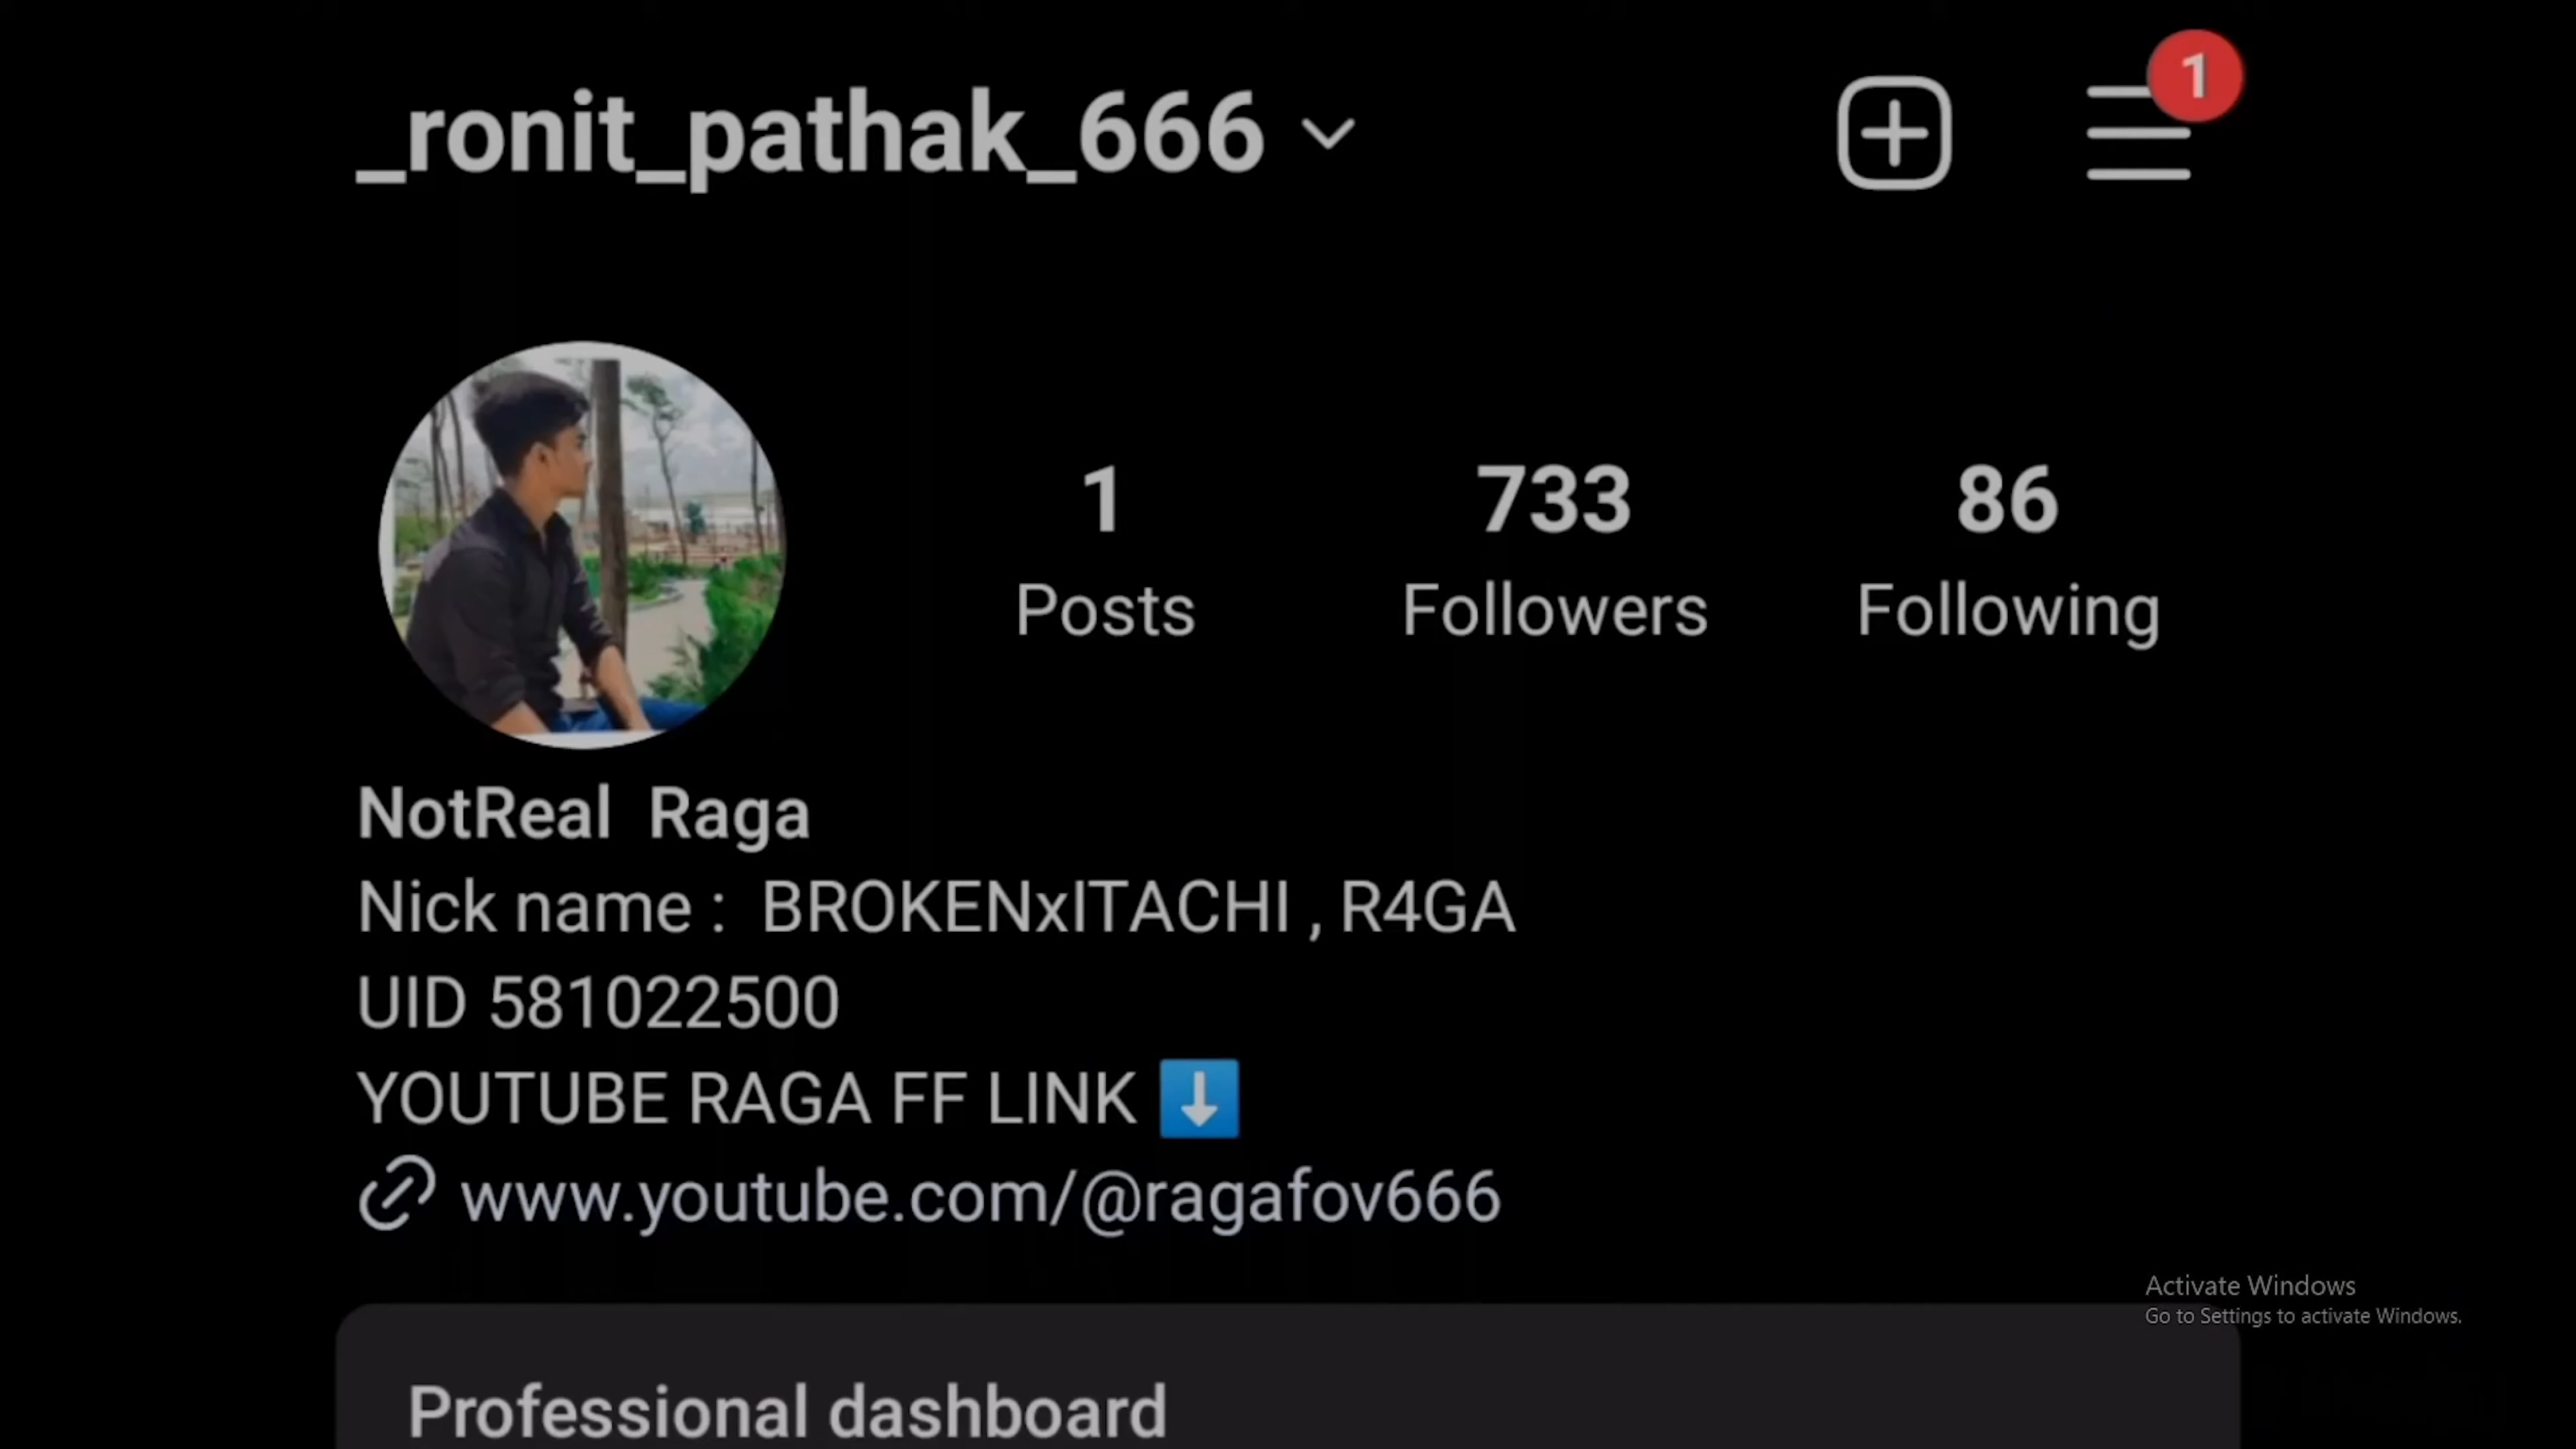 _ronit_pathak_666
1
1
733
86
Posts
Followers
Following
NotReal  Raga
Nick name :  BROKENxITACHI , R4GA
UID 581022500
YOUTUBE RAGA FF LINK ⬇️
www.youtube.com/@ragafov666
Activate Windows
Go to Settings to activate Windows.
Professional dashboard